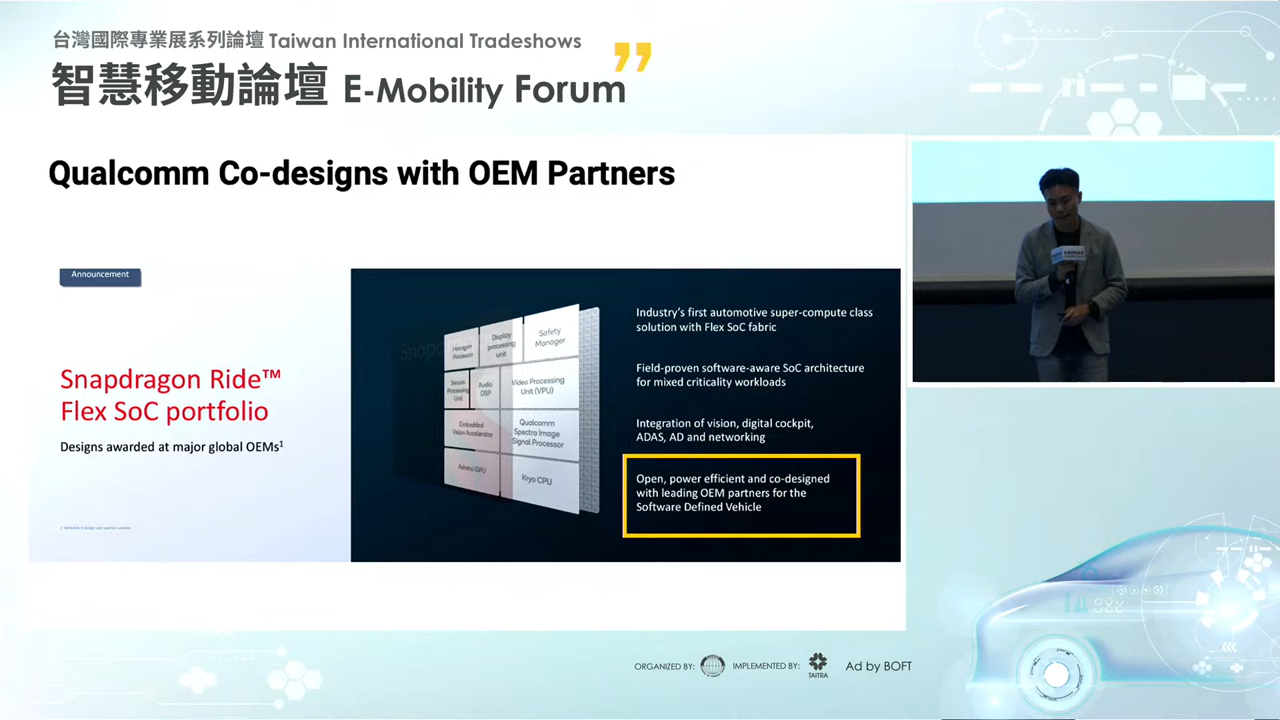 台灣國際專業展系列論壇 Taiwan International Tradeshows
智慧移動論壇 E-Mobility Forum
Qualcomm Co-designs with OEM Partners
Announcement
Snapdragon Ride™
Flex SoC portfolio
Designs awarded at major global OEMs¹
Hexagon
Processor
Display
processing
unit
Safety
Manager
Secure
Processing
Unit
Audio
DSP
Video Processing
Unit (VPU)
Embedded
Vision Accelerator
Qualcomm
Spectra Image
Signal Processor
Adreno GPU
Kryo CPU
Industry's first automotive super-compute class
solution with Flex SoC fabric
Field-proven software-aware SoC architecture
for mixed criticality workloads
Integration of vision, digital cockpit,
ADAS, AD and networking
Open, power efficient and co-designed
with leading OEM partners for the
Software Defined Vehicle
ORGANIZED BY:
IMPLEMENTED BY:
TAITRA
Ad by BOFT